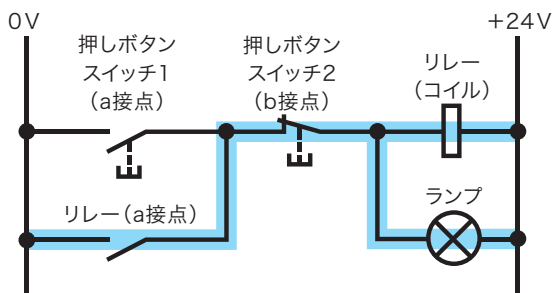 0V
+24V
押しボタン
スイッチ1
（a接点）
押しボタン
スイッチ2
（b接点）
リレー
（コイル）
リレー（a接点）
ランプ